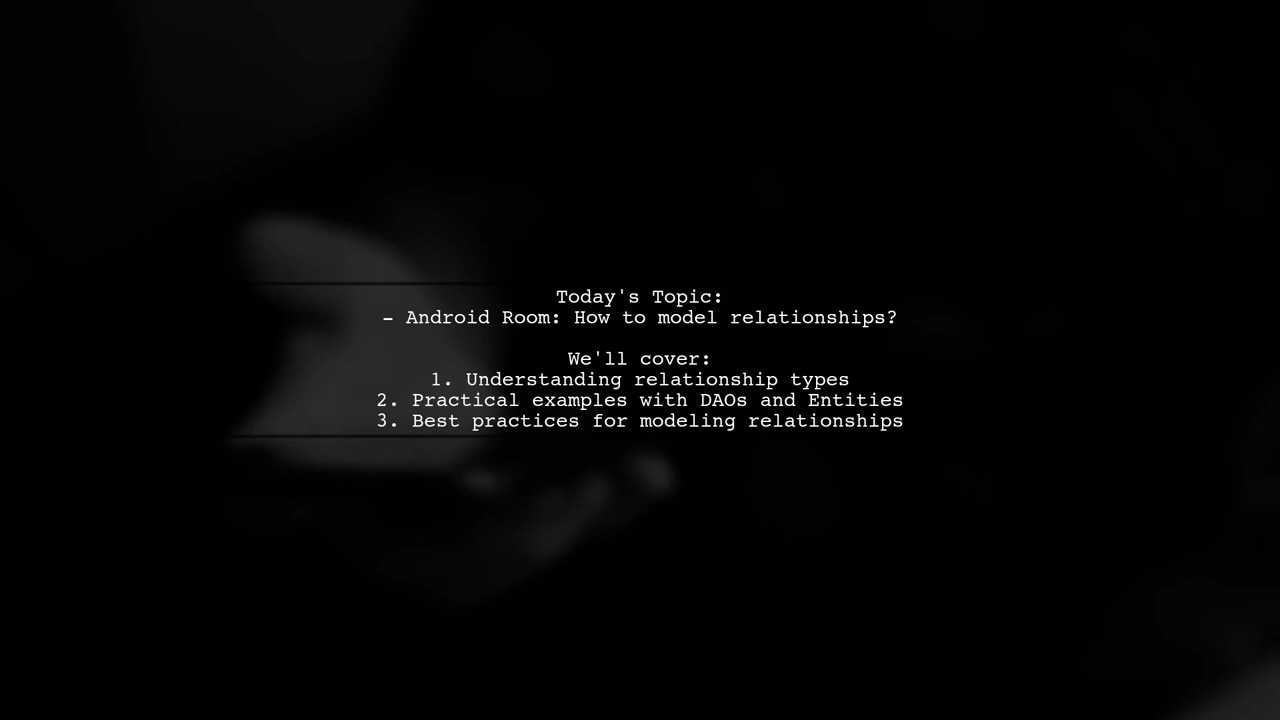 Today's Topic:
- Android Room: How to model relationships?
We'll cover:
1. Understanding relationship types
2. Practical examples with DAOs and Entities
3. Best practices for modeling relationships